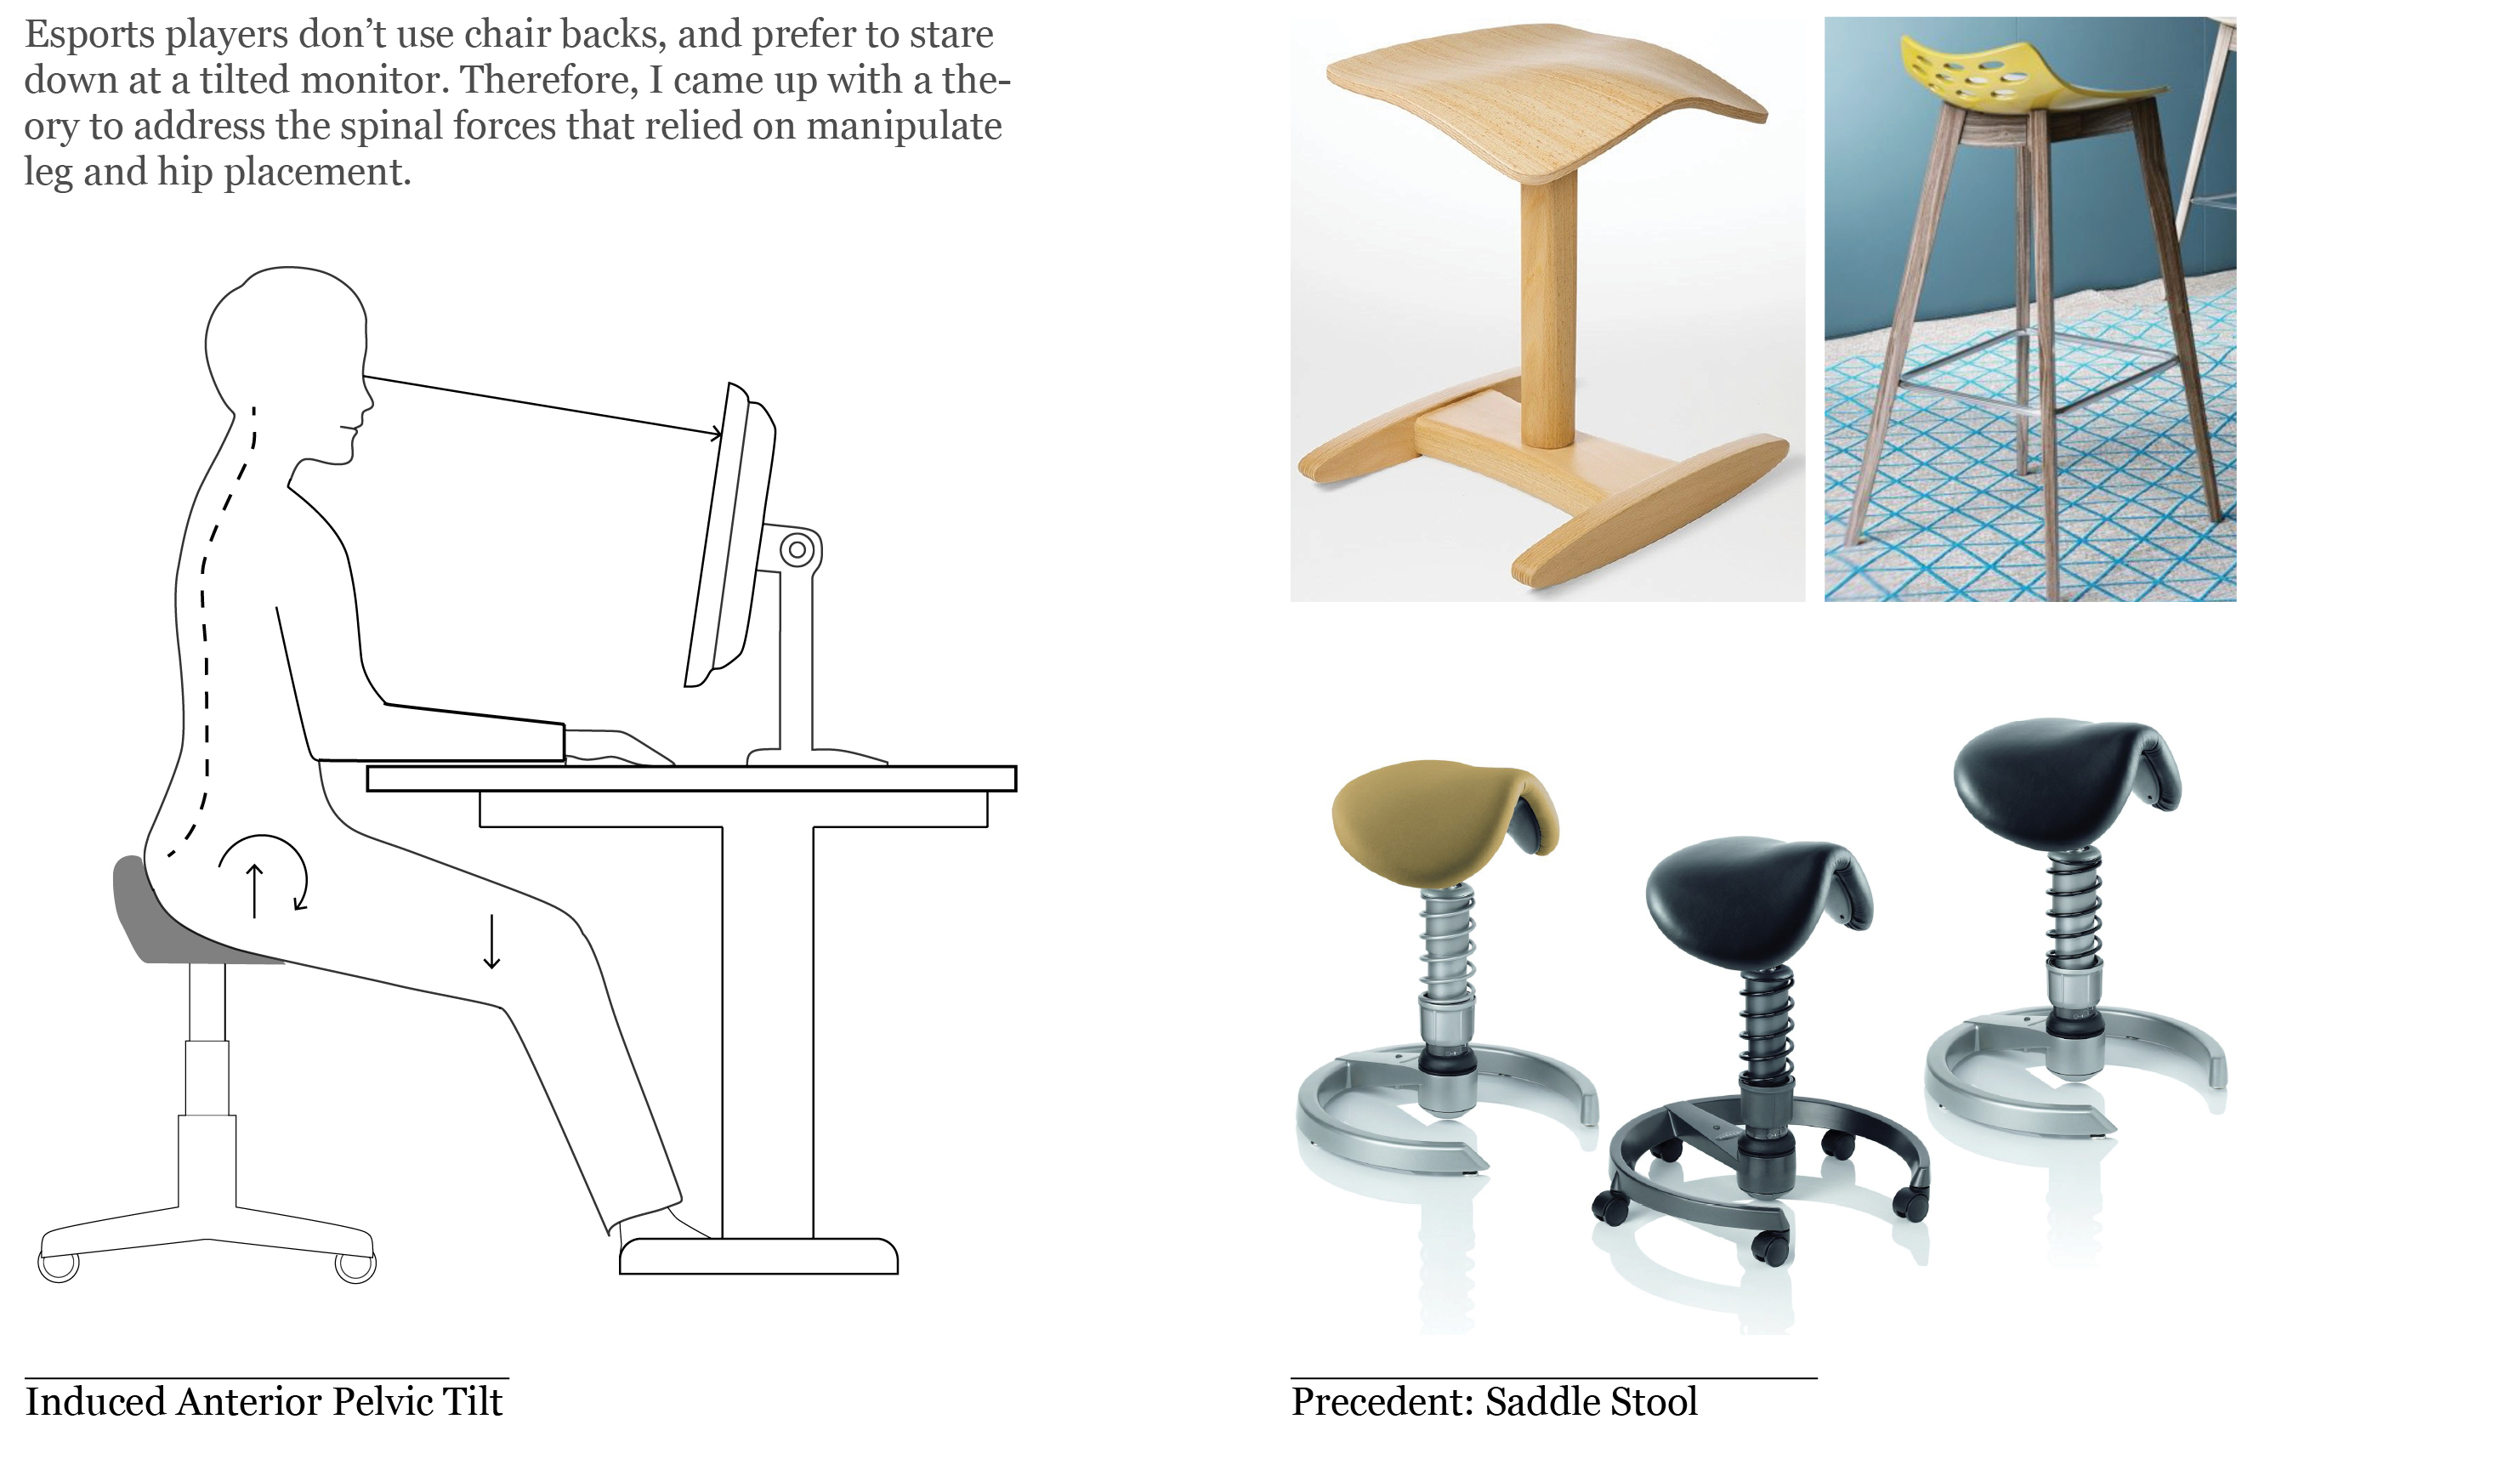 Esports players don’t use chair backs, and prefer to stare
down at a tilted monitor. Therefore, I came up with a the-
ory to address the spinal forces that relied on manipulate
leg and hip placement.
Induced Anterior Pelvic Tilt
Precedent: Saddle Stool